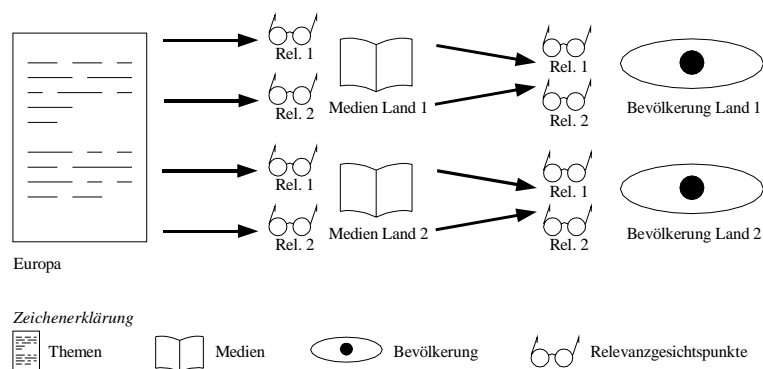 Rel. 1
Rel. 2
Medien Land 1
Rel. 1
Rel. 2
Bevölkerung Land 1
Rel. 1
Rel. 2
Medien Land 2
Rel. 1
Rel. 2
Bevölkerung Land 2
Europa
Zeichenerklärung
Themen
Medien
Bevölkerung
Relevanzgesichtspunkte